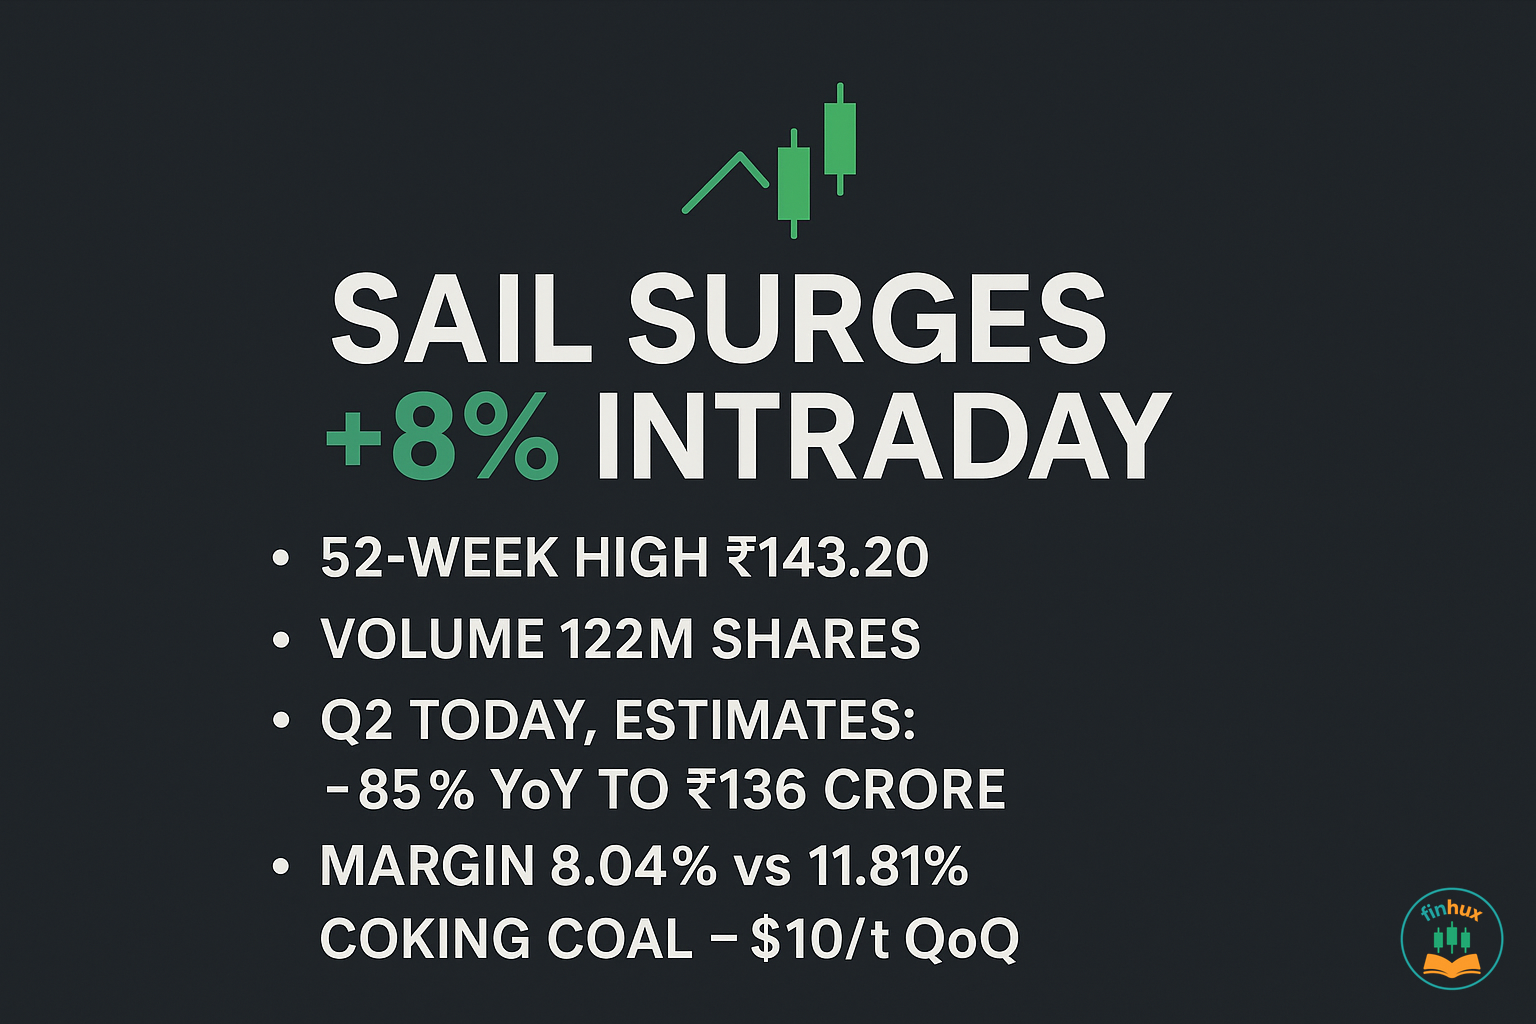 SAIL SURGES
+8% INTRADAY
• 52-WEEK HIGH ₹143.20
• VOLUME 122M SHARES
• Q2 TODAY, ESTIMATES:
–85% YoY TO ₹136 CRORE
• MARGIN 8.04% vs 11.81%
COKING COAL – $10/t QoQ
finhux